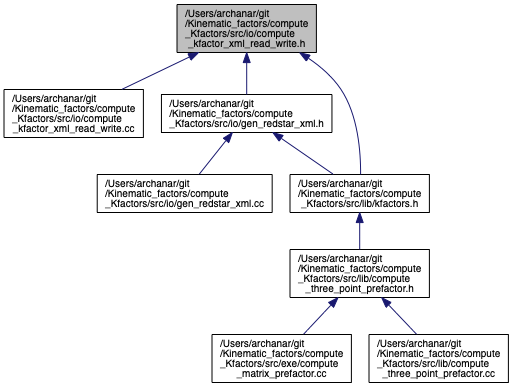 /Users/archanar/git
/Kinematic_factors/compute
_Kfactors/src/io/compute
_kfactor_xml_read_write.h
/Users/archanar/git
/Kinematic_factors/compute
_Kfactors/src/io/compute
_kfactor_xml_read_write.cc
/Users/archanar/git
/Kinematic_factors/compute
_Kfactors/src/io/gen_redstar_xml.h
/Users/archanar/git
/Kinematic_factors/compute
_Kfactors/src/io/gen_redstar_xml.cc
/Users/archanar/git
/Kinematic_factors/compute
_Kfactors/src/lib/kfactors.h
/Users/archanar/git
/Kinematic_factors/compute
_Kfactors/src/lib/compute
_three_point_prefactor.h
/Users/archanar/git
/Kinematic_factors/compute
_Kfactors/src/exe/compute
_matrix_prefactor.cc
/Users/archanar/git
/Kinematic_factors/compute
_Kfactors/src/lib/compute
_three_point_prefactor.cc